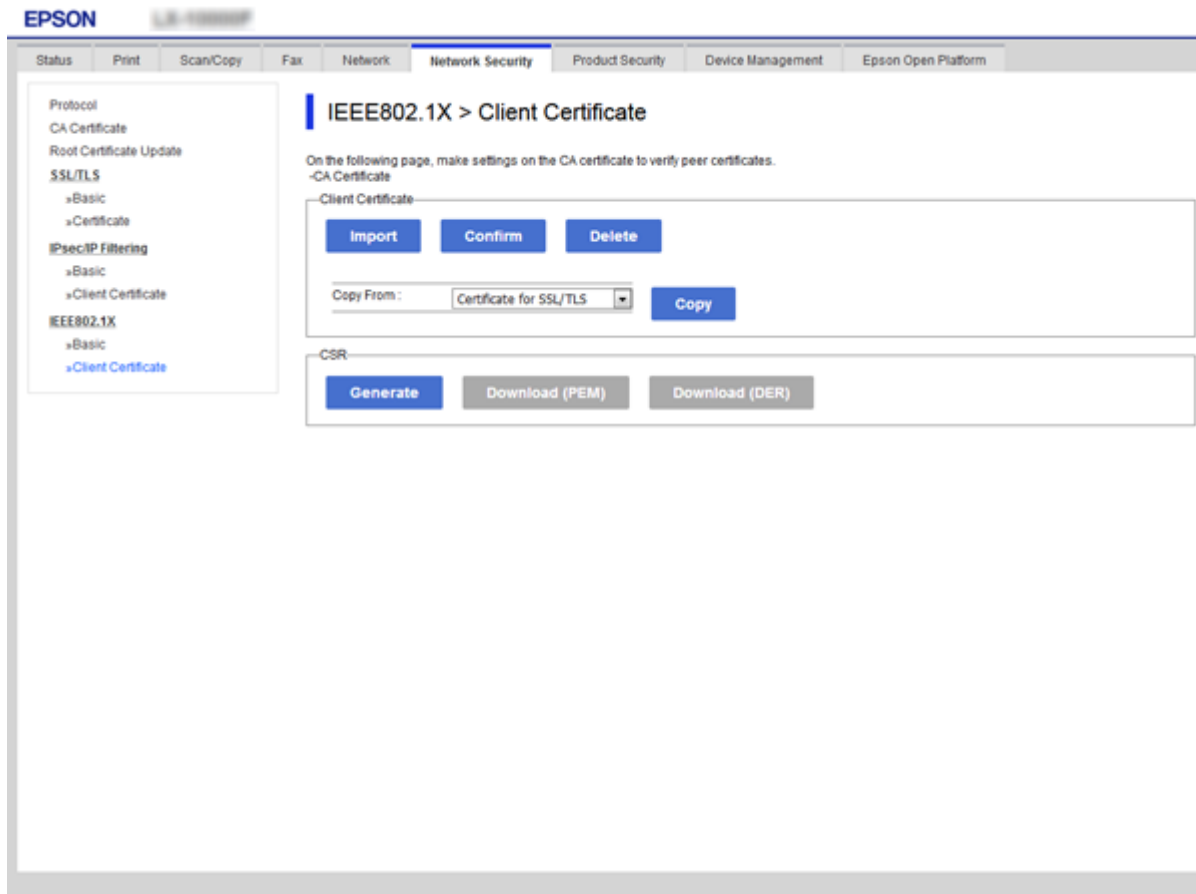 EPSON
Status Print Scan/Copy Fax Network Network Security Product Security Device Management Epson Open Platform
Protocol
CA Certificate
Root Certificate Update
SSL/TLS
»Basic
»Certificate
IPsec/IP Filtering
»Basic
»Client Certificate
IEEE802.1X
»Basic
»Client Certificate
IEEE802.1X > Client Certificate
On the following page, make settings on the CA certificate to verify peer certificates.
-CA Certificate
Client Certificate
Import Confirm Delete
Copy From : Certificate for SSL/TLS Copy
CSR
Generate Download (PEM) Download (DER)